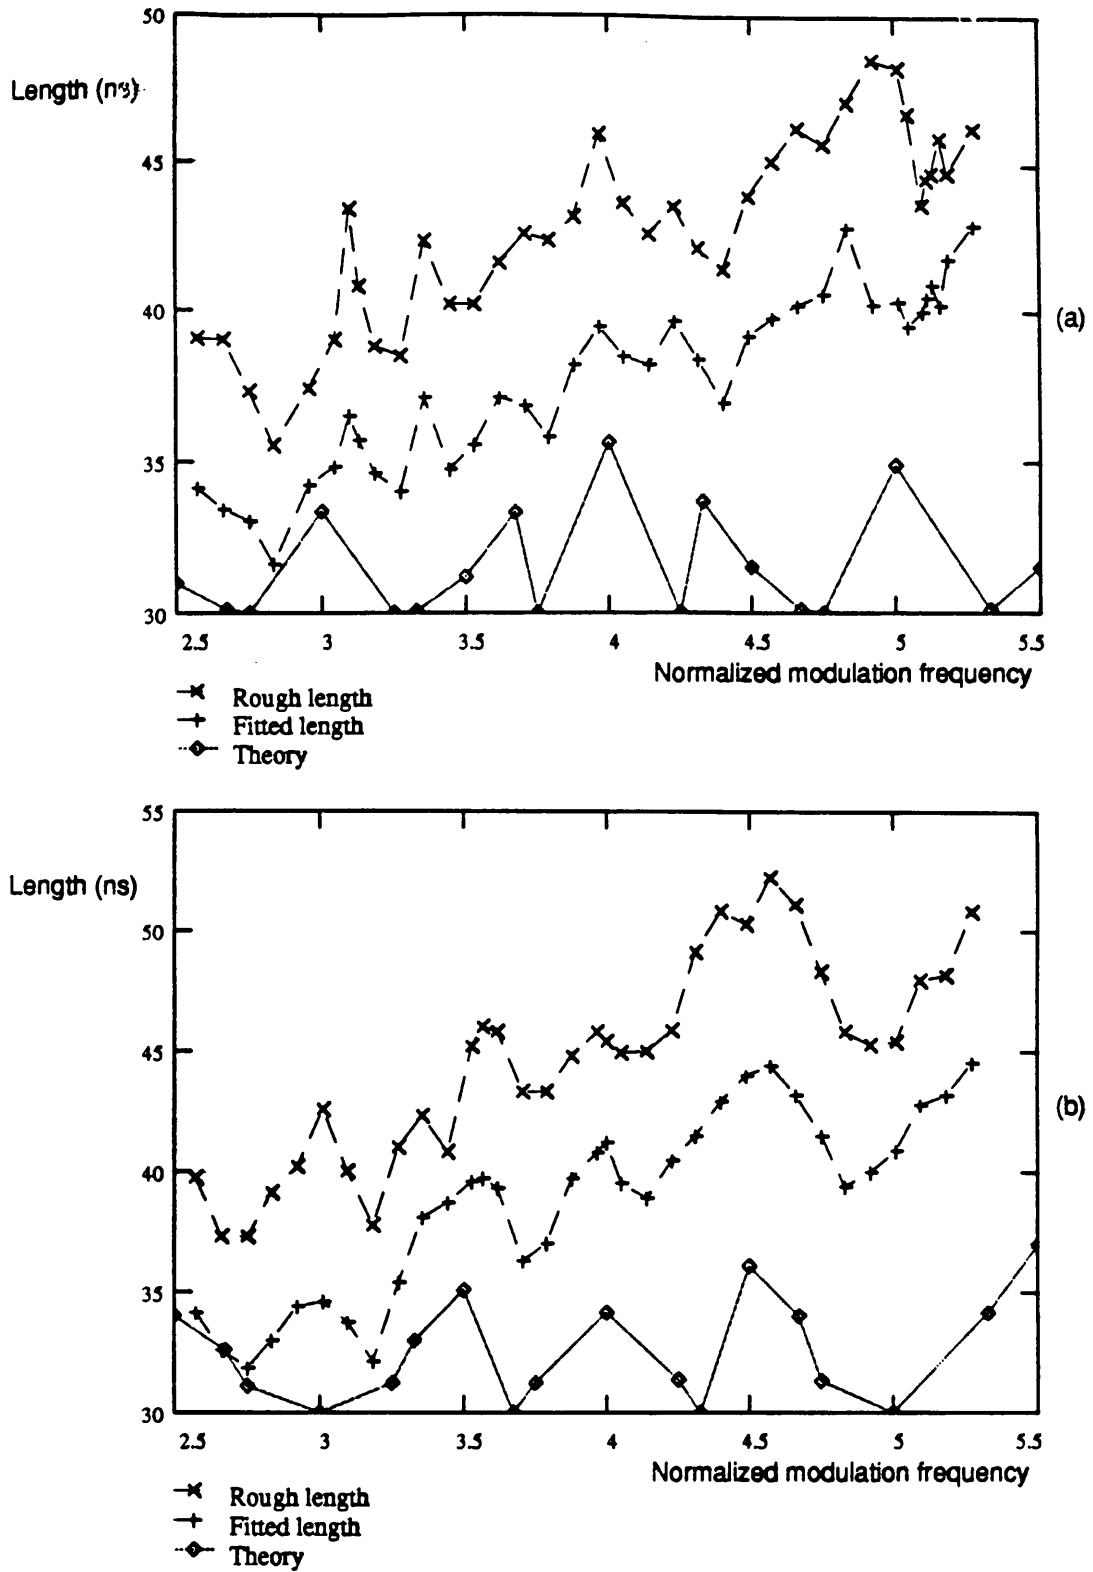 50
Length (ns)
45
40
(a)
35
30
2.5 3 3.5 4 4.5 5 5.5
Normalized modulation frequency
Rough length
Fitted length
Theory
55
Length (ns)
50
45
(b)
40
35
30
2.5 3 3.5 4 4.5 5 5.5
Normalized modulation frequency
Rough length
Fitted length
Theory